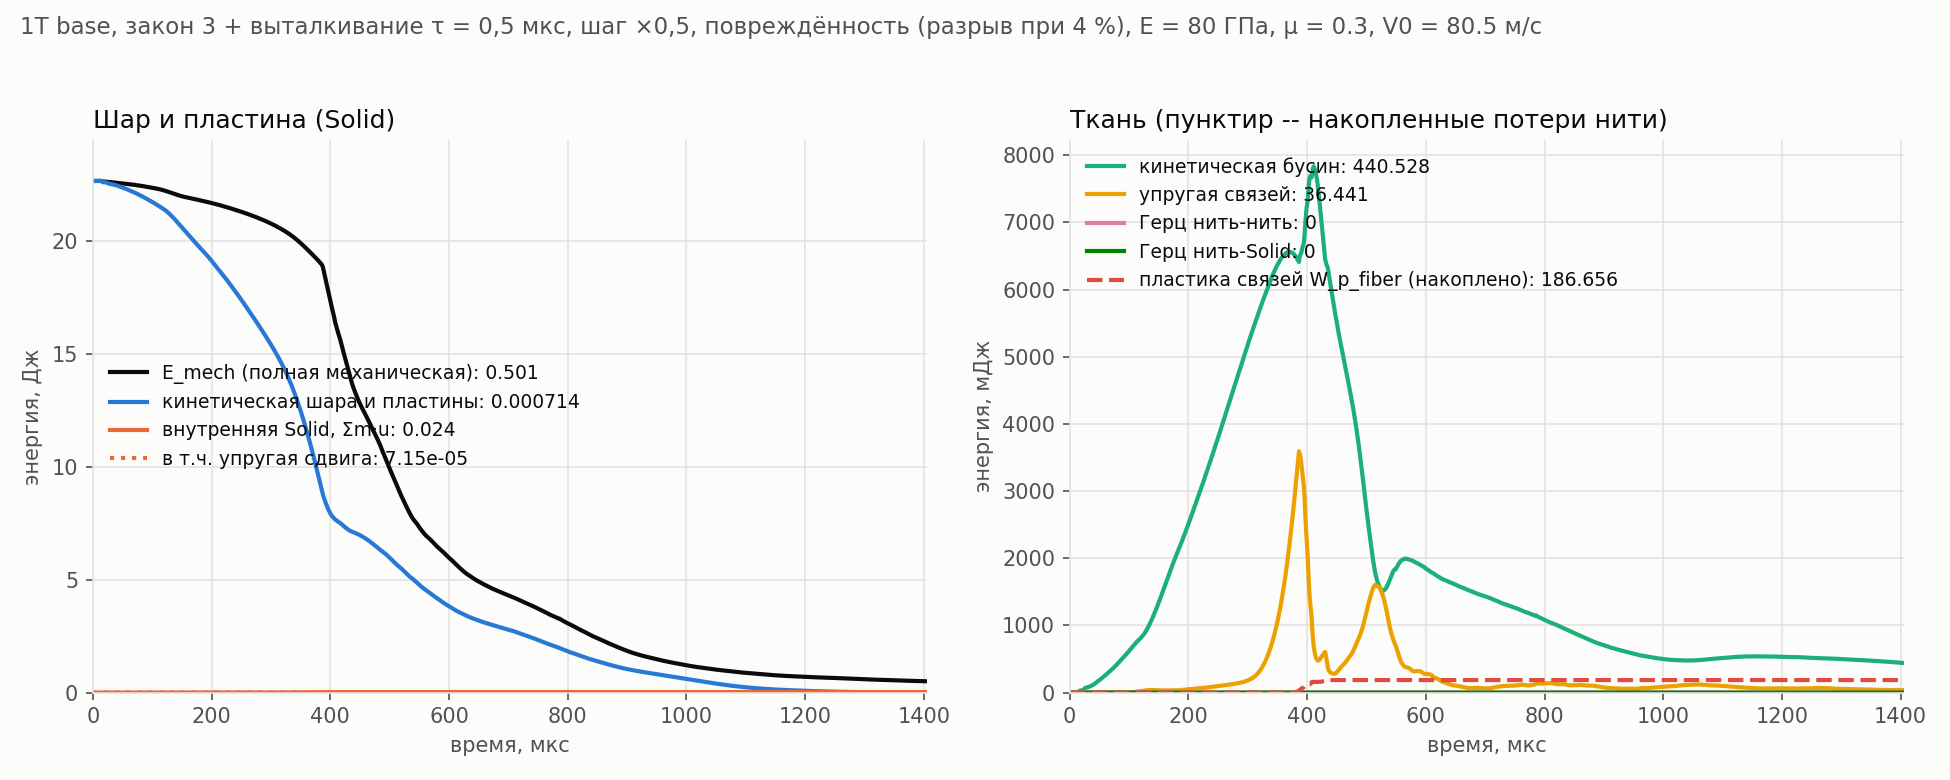 1T base, закон 3 + выталкивание τ = 0,5 мкс, шаг ×0,5, повреждённость (разрыв при 4 %), E = 80 ГПа, μ = 0.3, V0 = 80.5 м/с
Шар и пластина (Solid)
энергия, Дж
20
15
10
5
0
E_mech (полная механическая): 0.501
кинетическая шара и пластины: 0.000714
внутренняя Solid, Σm·u: 0.024
в т.ч. упругая сдвига: 7.15e-05
0 200 400 600 800 1000 1200 1400
время, мкс
Ткань (пунктир -- накопленные потери нити)
энергия, мДж
8000
7000
6000
5000
4000
3000
2000
1000
0
кинетическая бусин: 440.528
упругая связей: 36.441
Герц нить-нить: 0
Герц нить-Solid: 0
пластика связей W_p_fiber (накоплено): 186.656
0 200 400 600 800 1000 1200 1400
время, мкс